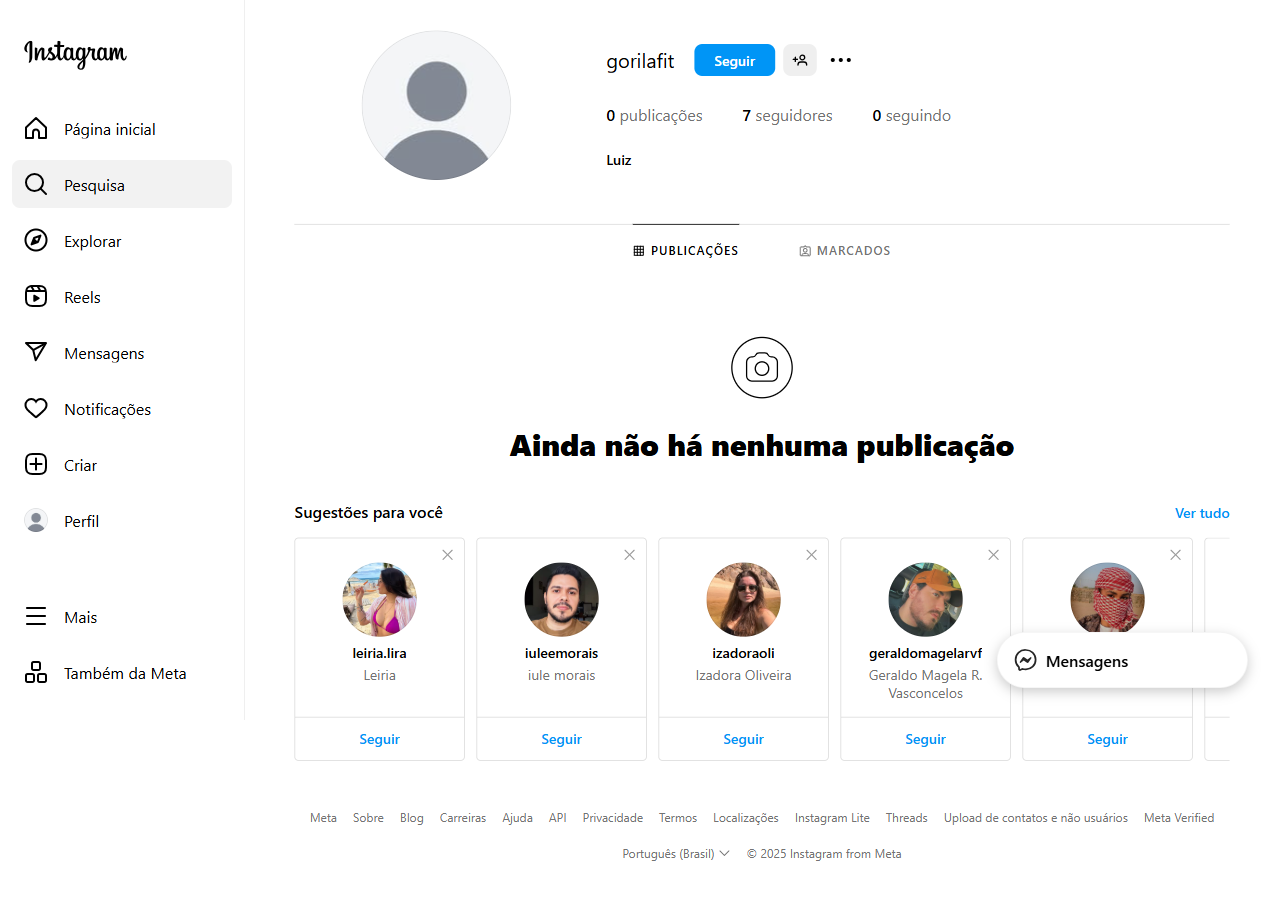 Instagram
Página inicial
Pesquisa
Explorar
Reels
Mensagens
Notificações
Criar
Perfil
Mais
Também da Meta
gorilafit Seguir
0 publicações 7 seguidores 0 seguindo
Luiz
PUBLICAÇÕES MARCADOS
Ainda não há nenhuma publicação
Sugestões para você Ver tudo
leiria.lira
Leiria
Seguir
iuleemorais
iule morais
Seguir
izadoraoli
Izadora Oliveira
Seguir
geraldomagelarvf
Geraldo Magela R.
Vasconcelos
Seguir
Seguir
Mensagens
Meta Sobre Blog Carreiras Ajuda API Privacidade Termos Localizações Instagram Lite Threads Upload de contatos e não usuários Meta Verified
Português (Brasil) © 2025 Instagram from Meta